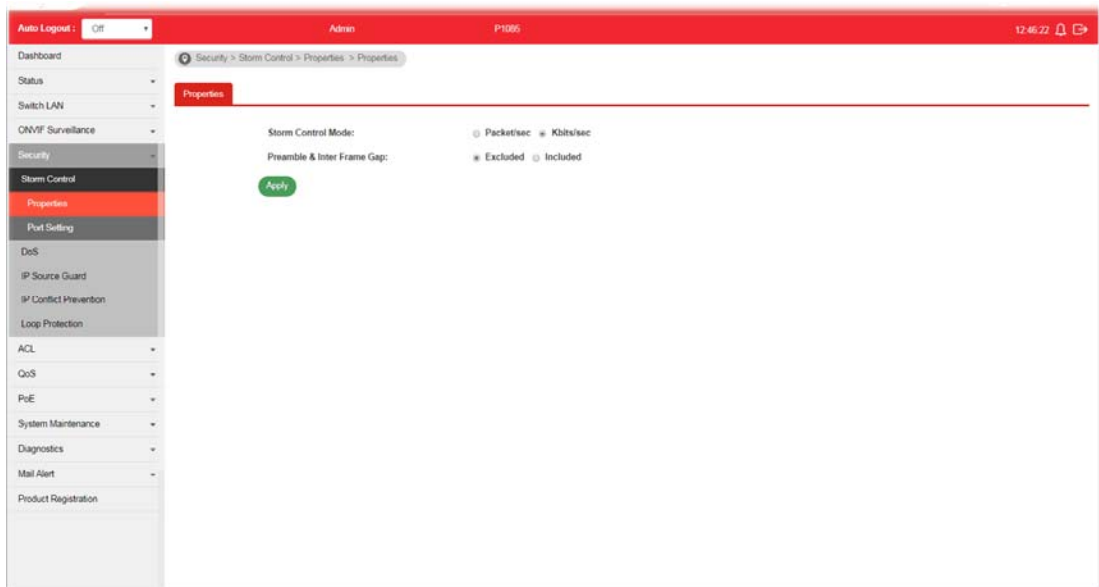 Auto Logout : Off Admin P1085 12:46:22
Dashboard
Security > Storm Control > Properties > Properties
Status
Switch LAN
Properties
ONVIF Surveillance
Storm Control Mode: Packet/sec Kbits/sec
Security
Preamble & Inter Frame Gap: Excluded Included
Storm Control
Apply
Properties
Port Setting
DoS
IP Source Guard
IP Conflict Prevention
Loop Protection
ACL
QoS
PoE
System Maintenance
Diagnostics
Mail Alert
Product Registration